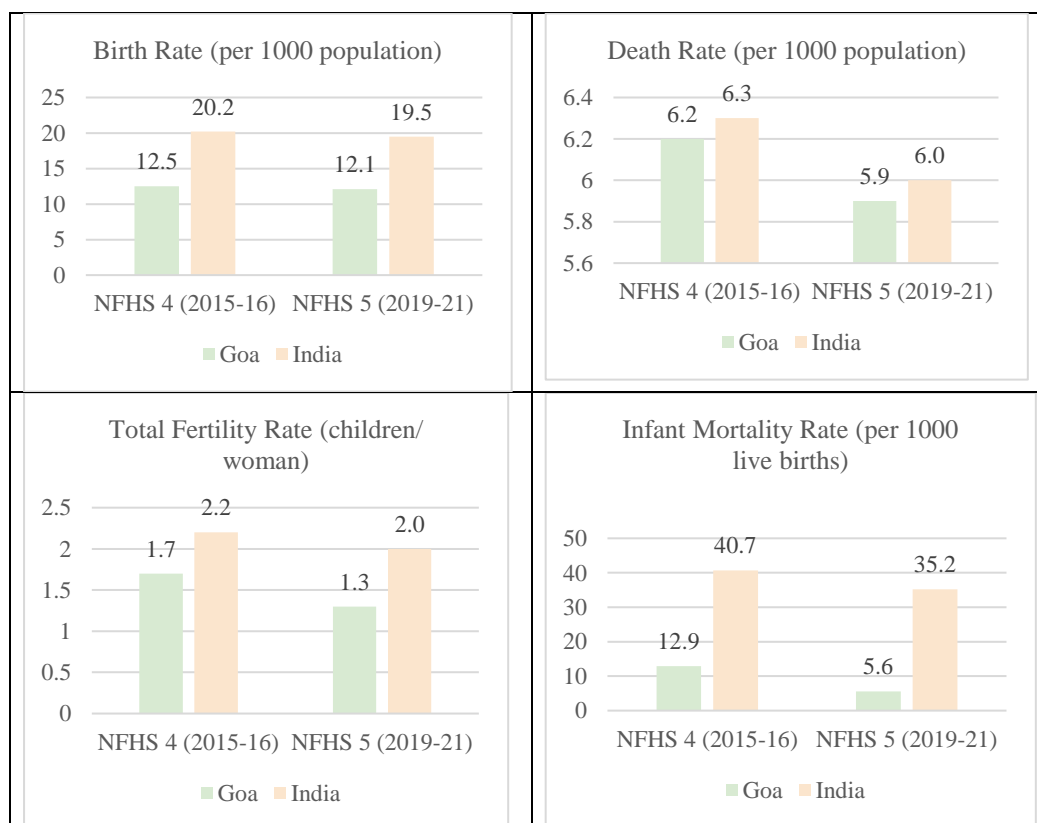 Birth Rate (per 1000 population)
25
20
15
10
5
0
12.5
20.2
12.1
19.5
NFHS 4 (2015-16) NFHS 5 (2019-21)
Goa India
Death Rate (per 1000 population)
6.4
6.2
6
5.8
5.6
6.2
6.3
5.9
6.0
NFHS 4 (2015-16) NFHS 5 (2019-21)
Goa India
Total Fertility Rate (children/
woman)
2.5
2
1.5
1
0.5
0
1.7
2.2
1.3
2.0
NFHS 4 (2015-16) NFHS 5 (2019-21)
Goa India
Infant Mortality Rate (per 1000
live births)
50
40
30
20
10
0
12.9
40.7
5.6
35.2
NFHS 4 (2015-16) NFHS 5 (2019-21)
Goa India